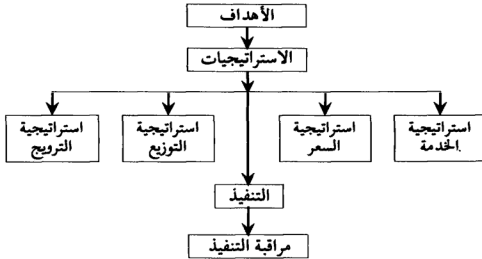 الأهداف
الاستراتيجيات
استراتيجية
.الخدمة
استراتيجية
السعر
استراتيجية
التوزيع
استراتيجية
الترويج
التنفيذ
مراقبة التنفيذ